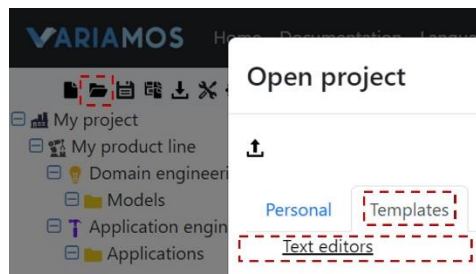 VARIAMOS
My project
My product line
Domain engineeri
Models
Application engin
Applications
Open project
Personal Templates
Text editors